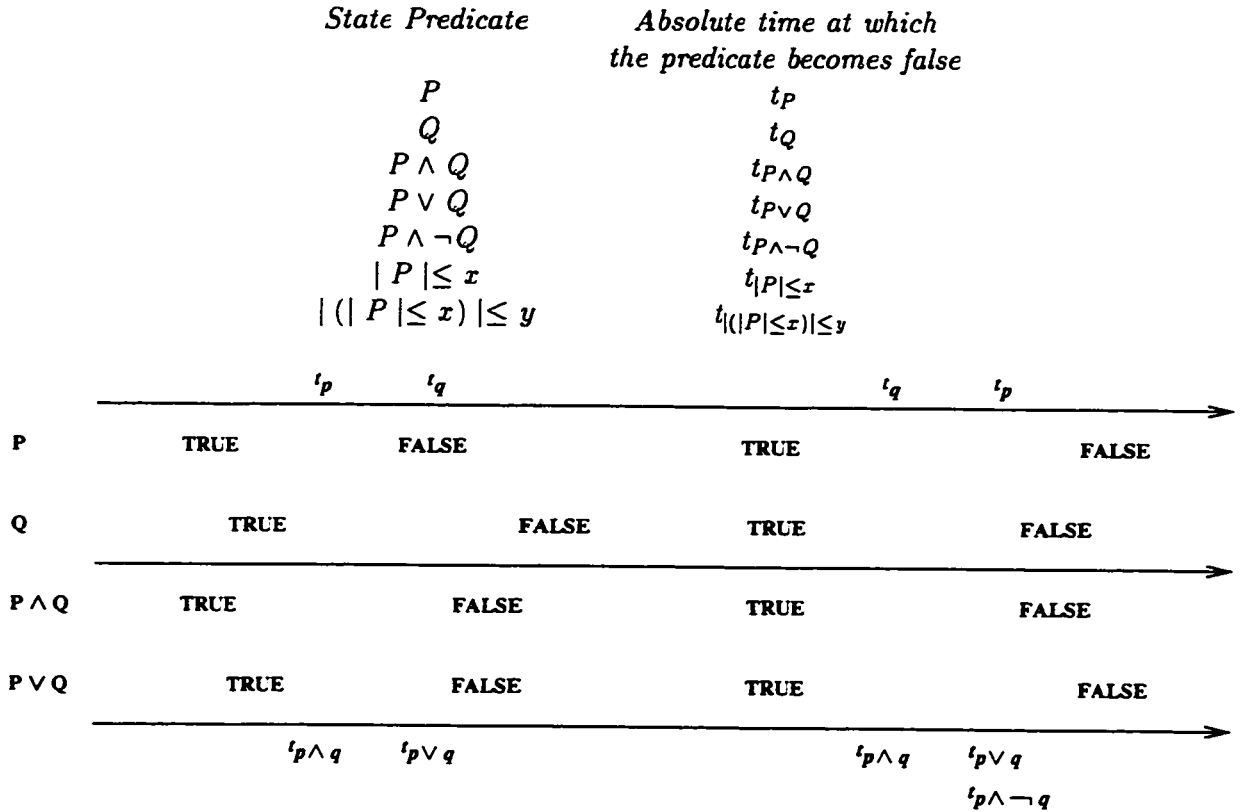 State Predicate Absolute time at which
the predicate becomes false
P t_P
Q t_Q
P ∧ Q t_{P∧Q}
P ∨ Q t_{P∨Q}
P ∧ ¬Q t_{P∧¬Q}
| P |≤ x t_{|P|≤x}
| (| P |≤ x) |≤ y t_{|(|P|≤x)|≤y}
t_p t_q t_q t_p
P TRUE FALSE TRUE FALSE
Q TRUE FALSE TRUE FALSE
P ∧ Q TRUE FALSE TRUE FALSE
P ∨ Q TRUE FALSE TRUE FALSE
t_{p∧q} t_{p∨q} t_{p∧q} t_{p∨q}
t_{p∧¬q}